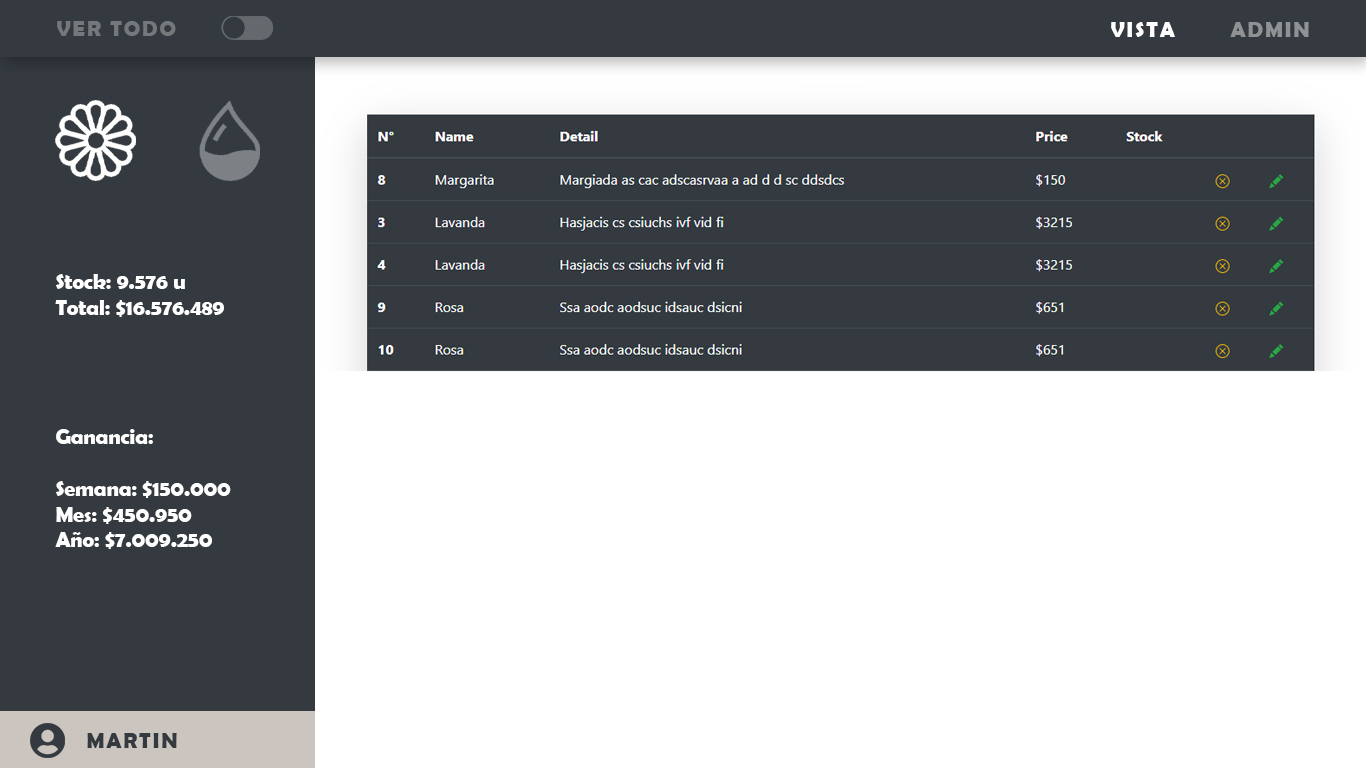 VER TODO
VISTA ADMIN
Stock: 9.576 u
Total: $16.576.489
Ganancia:
Semana: $150.000
Mes: $450.950
Año: $7.009.250
MARTIN
N° Name Detail Price Stock
8 Margarita Margiada as cac adscasrvaa a ad d d sc ddsdcs $150
3 Lavanda Hasjacis cs csiuchs ivf vid fi $3215
4 Lavanda Hasjacis cs csiuchs ivf vid fi $3215
9 Rosa Ssa aodc aodsuc idsauc dsicni $651
10 Rosa Ssa aodc aodsuc idsauc dsicni $651